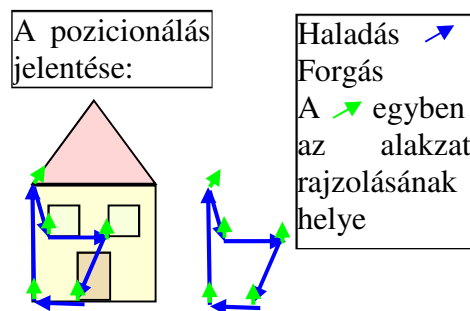 A pozicionálás
jelentése:
Haladás
Forgás
A egyben
az alakzat
rajzolásának
helye